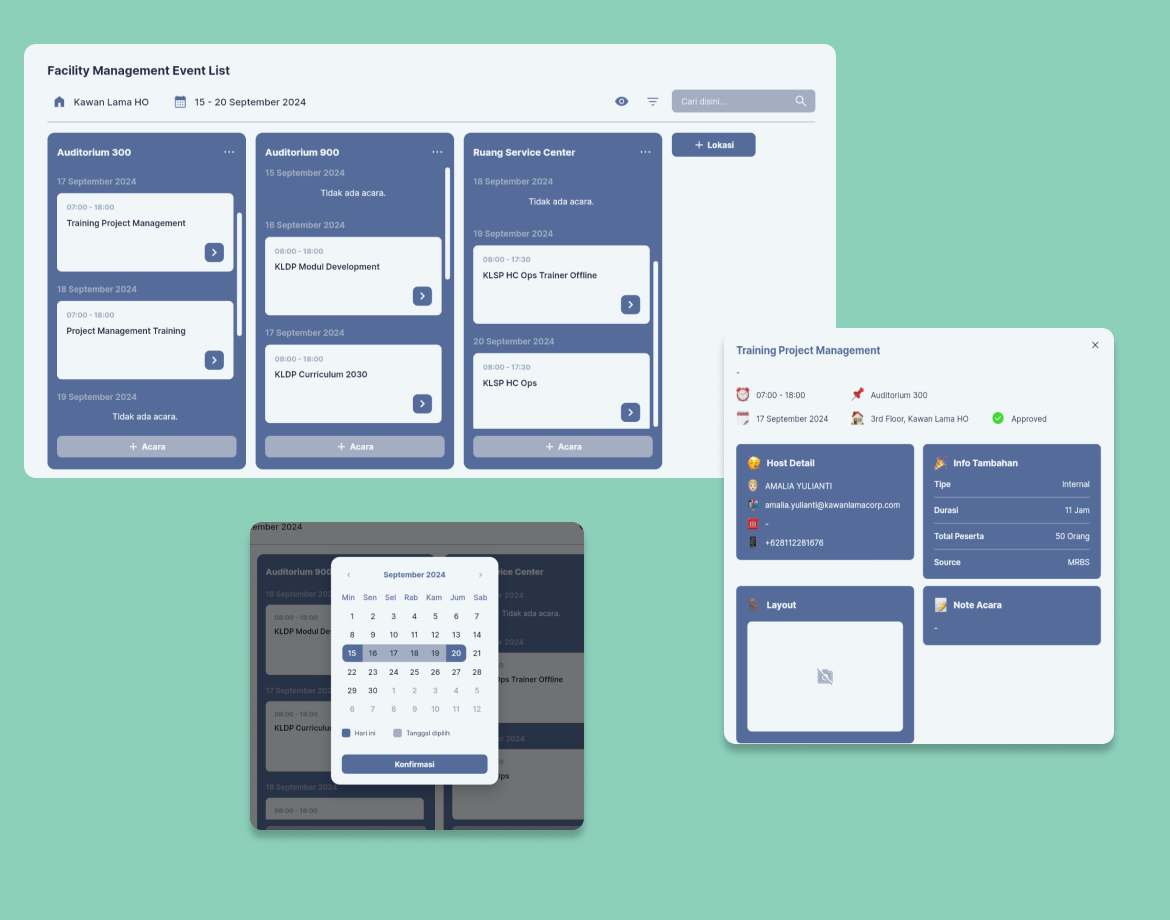 Facility Management Event List
Kawan Lama HO
15 - 20 September 2024
Cari disini...
Auditorium 300
17 September 2024
07:00 - 18:00
Training Project Management
18 September 2024
07:00 - 18:00
Project Management Training
19 September 2024
Tidak ada acara.
+ Acara
Auditorium 900
15 September 2024
Tidak ada acara.
16 September 2024
08:00 - 18:00
KLDP Modul Development
17 September 2024
08:00 - 18:00
KLDP Curriculum 2030
+ Acara
Ruang Service Center
18 September 2024
Tidak ada acara.
19 September 2024
08:00 - 17:30
KLSP HC Ops Trainer Offline
20 September 2024
08:00 - 17:30
KLSP HC Ops
+ Acara
+ Lokasi
Training Project Management
-
07:00 - 18:00
Auditorium 300
17 September 2024
3rd Floor, Kawan Lama HO
Approved
Host Detail
AMALIA YULIANTI
amalia.yulianti@kawanlamacorp.com
-
+628112281676
Info Tambahan
Tipe Internal
Durasi 11 Jam
Total Peserta 50 Orang
Source MRBS
Layout
Note Acara
-
ember 2024
Auditorium 900
18 September 202
08:00 - 18:00
KLDP Modul De
17 September 202
08:00 - 18:00
KLDP Curriculu
18 September 2024
08:00 - 18:00
ice Center
r 2024
Tidak ada acara.
r 2024
Ops Trainer Offline
r 2024
Ops
September 2024
Min Sen Sel Rab Kam Jum Sab
1 2 3 4 5 6 7
8 9 10 11 12 13 14
15 16 17 18 19 20 21
22 23 24 25 26 27 28
29 30 1 2 3 4 5
6 7 8 9 10 11 12
Hari ini
Tanggal dipilih
Konfirmasi